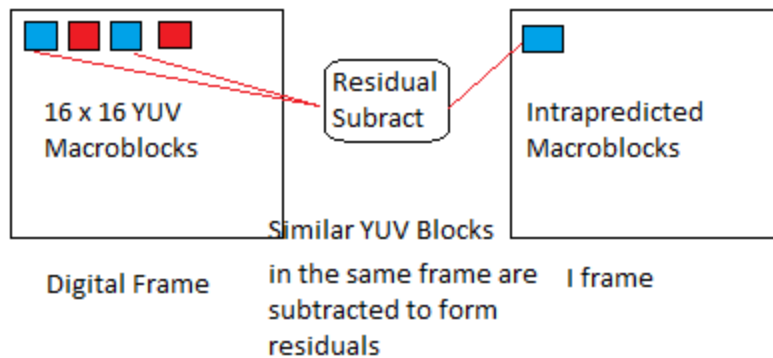 16 x 16 YUV
Macroblocks
Residual
Subract
Intrapredicted
Macroblocks
Digital Frame
Similar YUV Blocks
in the same frame are
subtracted to form
residuals
I frame